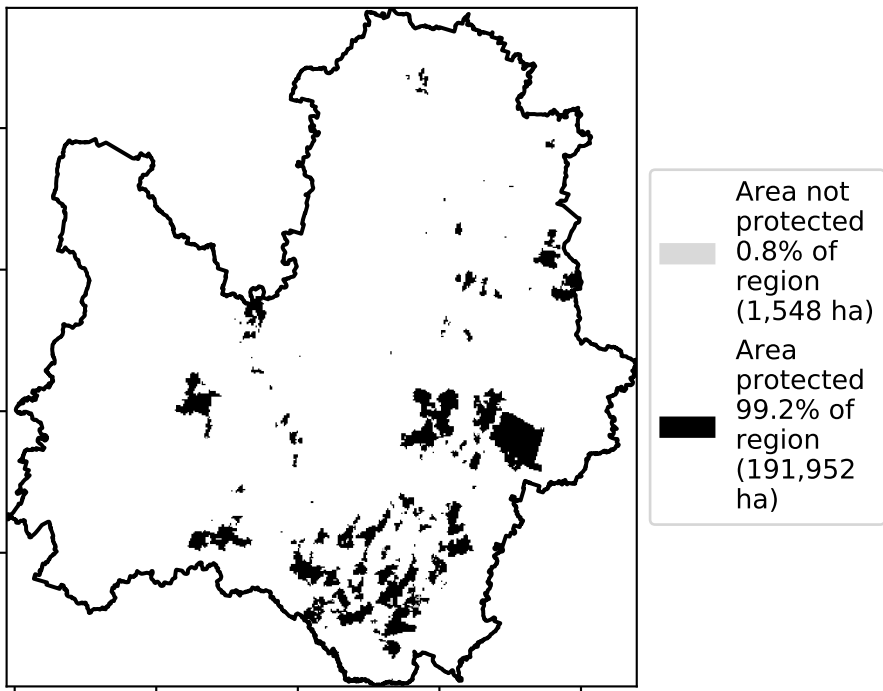 Area not
protected
0.8% of
region
(1,548 ha)
Area
protected
99.2% of
region
(191,952
ha)